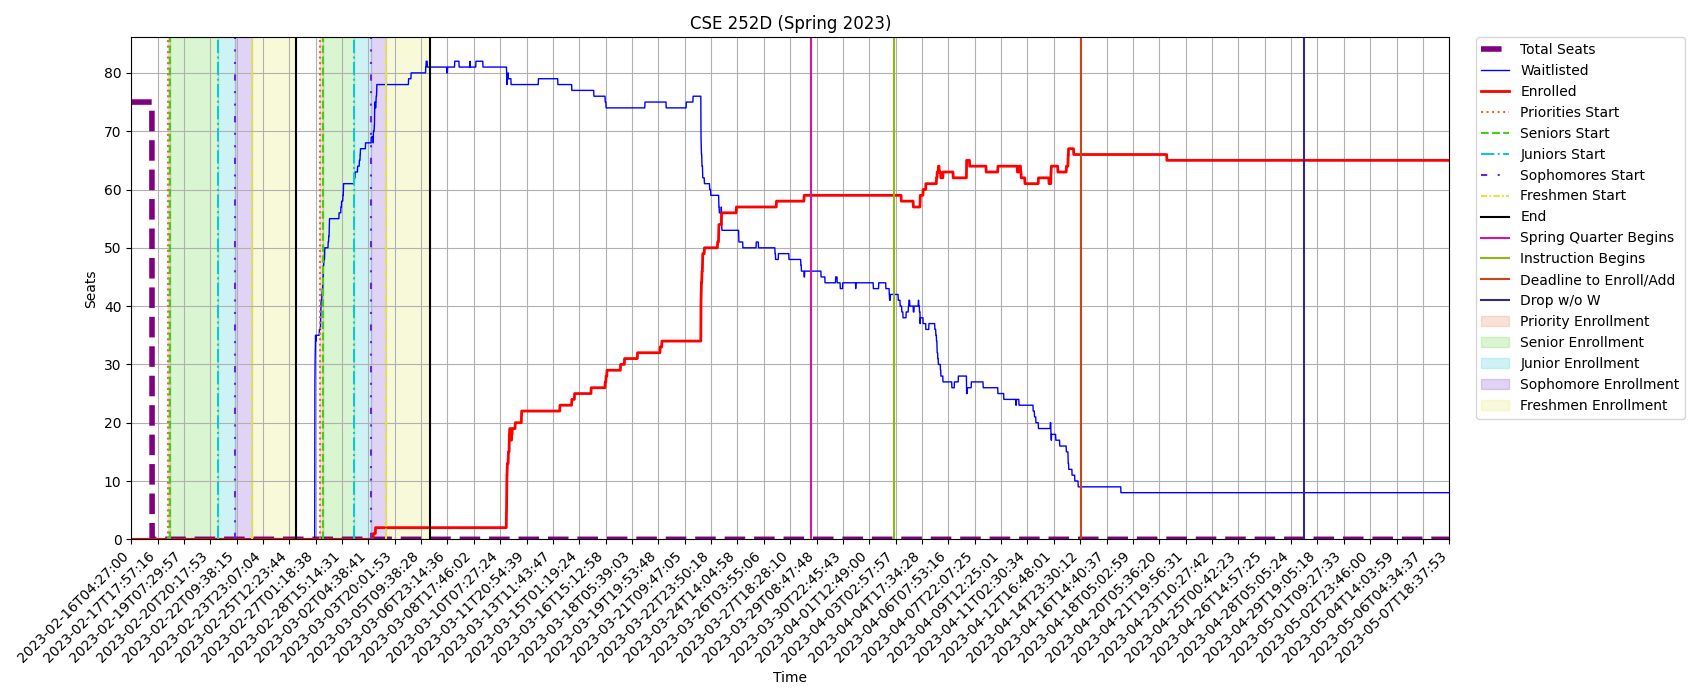 CSE 252D (Spring 2023)
Seats
80
70
60
50
40
30
20
10
0
2023-02-16T04:27:00
2023-02-17T17:57:16
2023-02-19T07:29:57
2023-02-20T20:17:53
2023-02-22T09:38:15
2023-02-23T23:07:04
2023-02-25T12:23:44
2023-02-27T01:18:38
2023-02-28T15:14:31
2023-03-02T04:38:41
2023-03-03T20:01:53
2023-03-05T09:38:28
2023-03-06T23:14:36
2023-03-08T17:46:02
2023-03-10T07:27:24
2023-03-11T20:54:39
2023-03-13T11:43:47
2023-03-15T01:19:24
2023-03-16T15:12:58
2023-03-18T05:39:03
2023-03-19T19:53:48
2023-03-21T09:47:05
2023-03-22T23:50:18
2023-03-24T14:04:58
2023-03-26T03:55:06
2023-03-27T18:28:10
2023-03-29T08:47:48
2023-03-30T22:45:43
2023-04-01T12:49:00
2023-04-03T02:57:57
2023-04-04T17:34:28
2023-04-06T07:53:16
2023-04-07T22:07:25
2023-04-09T12:25:01
2023-04-11T02:30:34
2023-04-12T16:48:01
2023-04-14T23:30:12
2023-04-16T14:40:37
2023-04-18T05:02:59
2023-04-20T05:36:20
2023-04-21T19:56:31
2023-04-23T10:27:42
2023-04-25T00:42:23
2023-04-26T14:57:25
2023-04-28T05:05:24
2023-04-29T19:05:18
2023-05-01T09:27:33
2023-05-02T23:46:00
2023-05-04T14:03:59
2023-05-06T04:34:37
2023-05-07T18:37:53
Time
Total Seats
Waitlisted
Enrolled
Priorities Start
Seniors Start
Juniors Start
Sophomores Start
Freshmen Start
End
Spring Quarter Begins
Instruction Begins
Deadline to Enroll/Add
Drop w/o W
Priority Enrollment
Senior Enrollment
Junior Enrollment
Sophomore Enrollment
Freshmen Enrollment